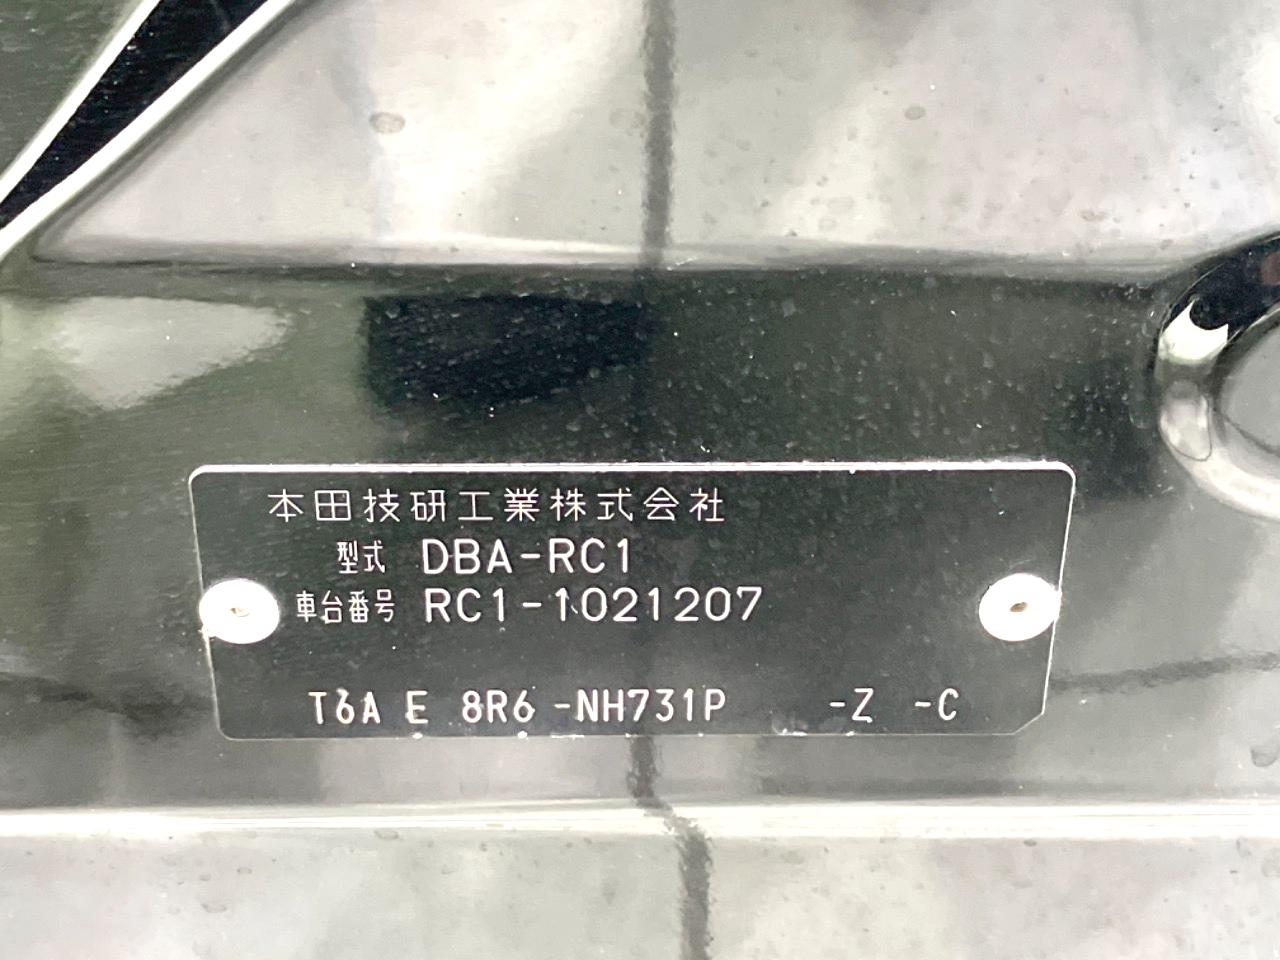 本田技研工業株式会社
型式 DBA-RC1
車台番号 RC1-1021207
T6A E 8R6 -NH731P -Z -C